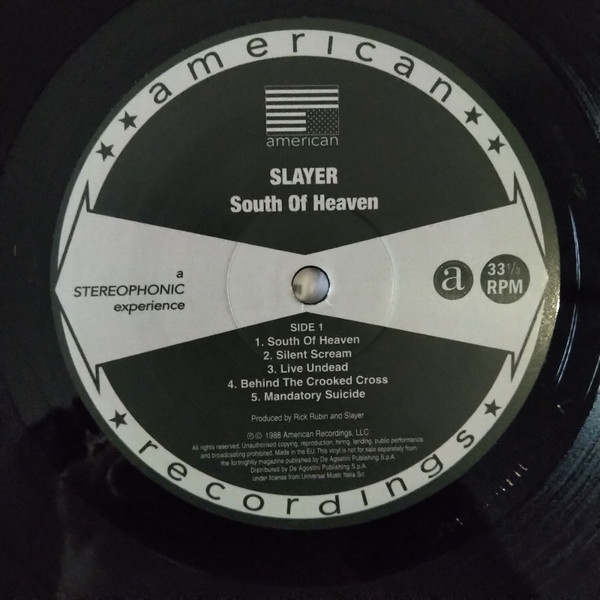 american
american
SLAYER
South Of Heaven
a
STEREOPHONIC
experience
a
33 1/3
RPM
SIDE 1
1. South Of Heaven
2. Silent Scream
3. Live Undead
4. Behind The Crooked Cross
5. Mandatory Suicide
Produced by Rick Rubin and Slayer
℗© 1988 American Recordings, LLC
All rights reserved. Unauthorised copying, reproduction, hiring, lending, public performance
and broadcasting prohibited. Made in the EU. This vinyl is not for sale separately from
the fortnightly magazine published by De Agostini Publishing S.p.A.
Distributed by De Agostini Publishing S.p.A.
under license from Universal Music Italia Srl
recordings